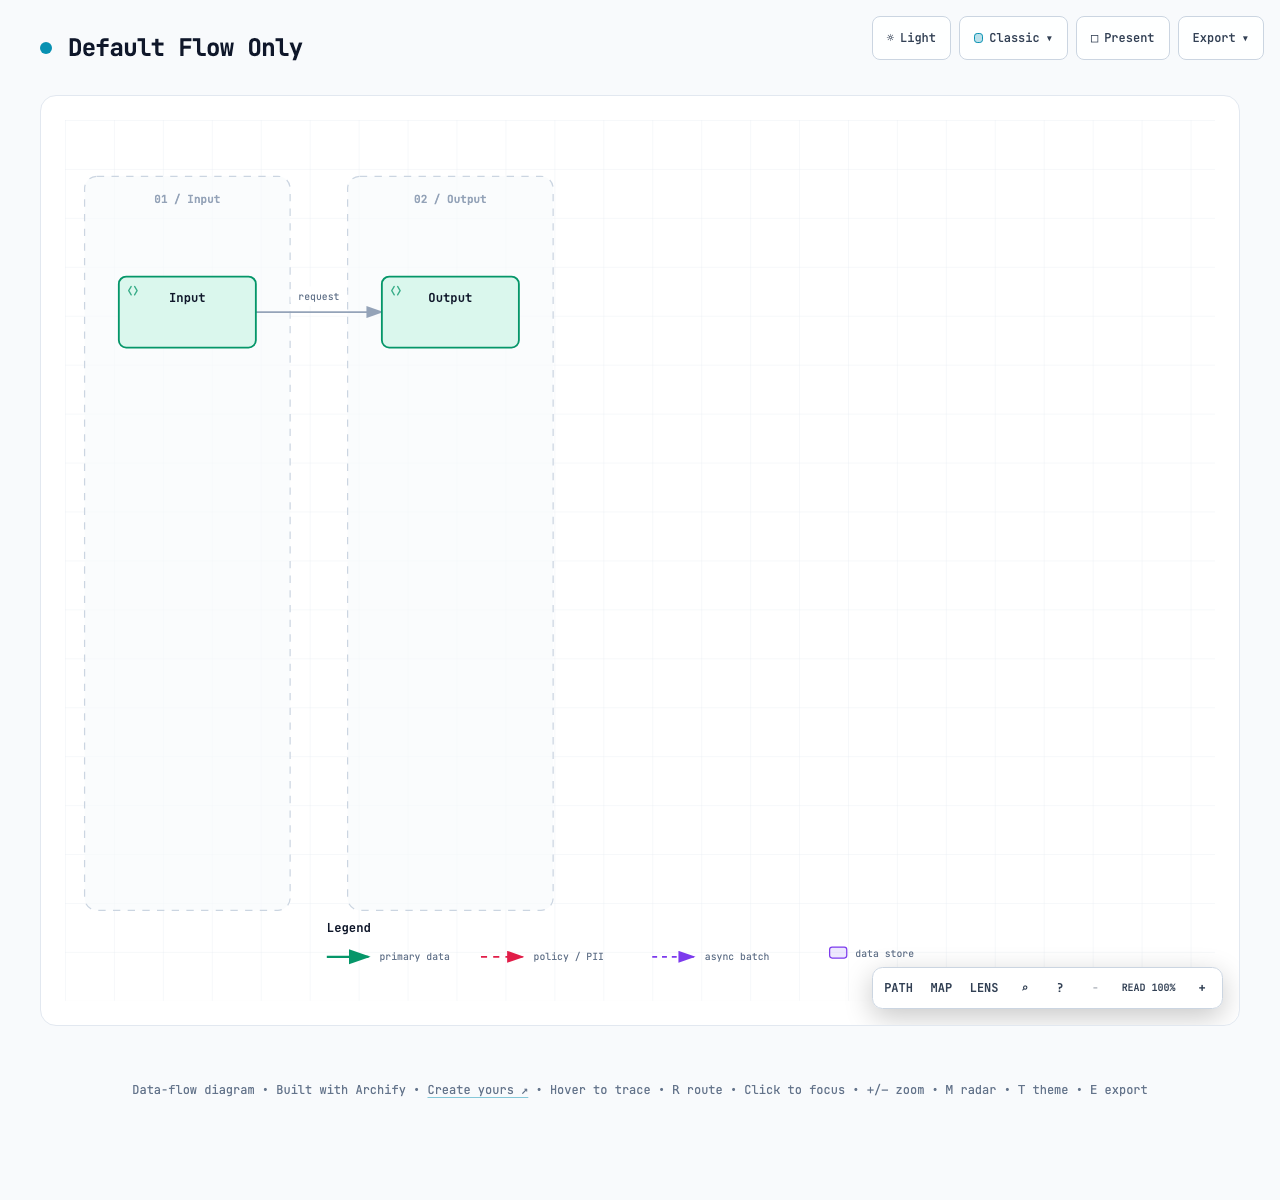 Default Flow Only
☼ Light
Classic ▾
□ Present
Export ▾
01 / Input
02 / Output
Input
request
Output
Legend
primary data
policy / PII
async batch
data store
PATH MAP LENS ⌕ ? - READ 100% +
Data-flow diagram • Built with Archify • Create yours ↗ • Hover to trace • R route • Click to focus • +/− zoom • M radar • T theme • E export